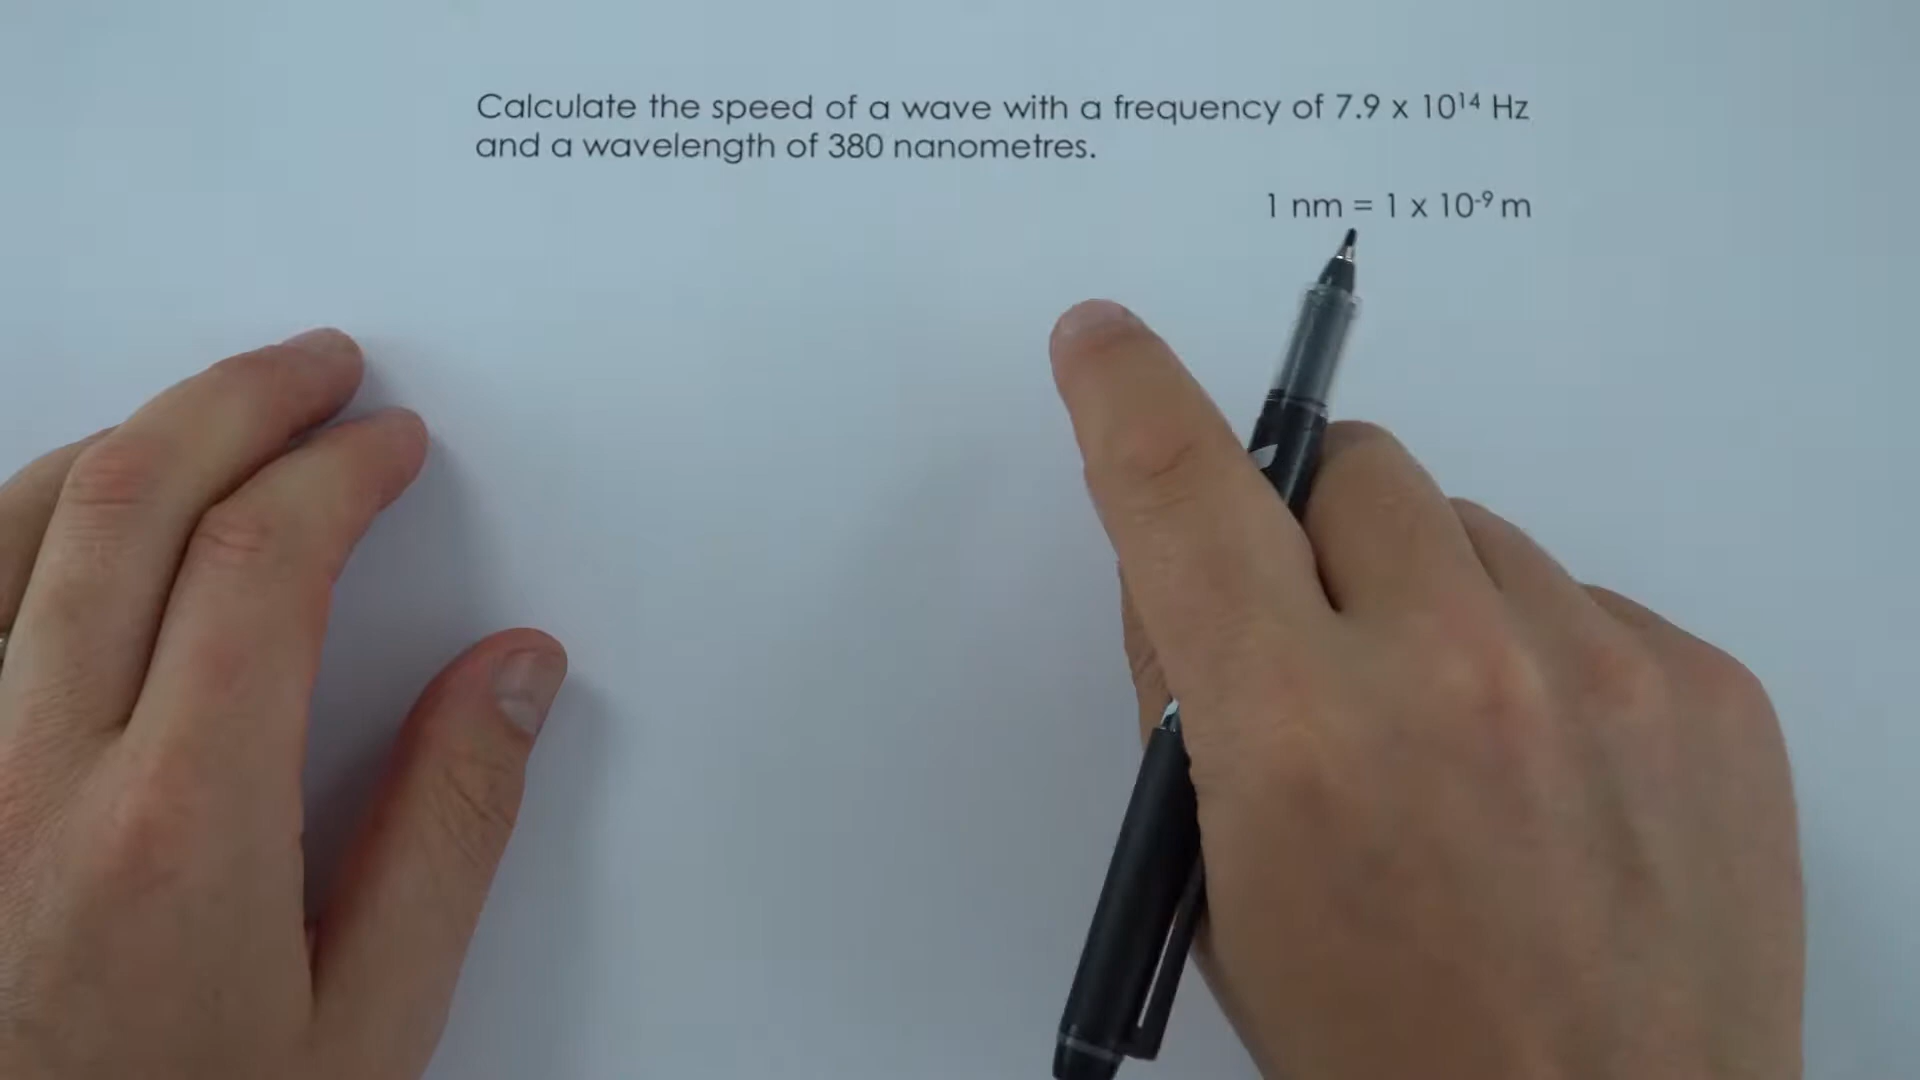 Calculate the speed of a wave with a frequency of 7.9 x 10¹⁴ Hz
and a wavelength of 380 nanometres.
1 nm = 1 x 10⁻⁹ m